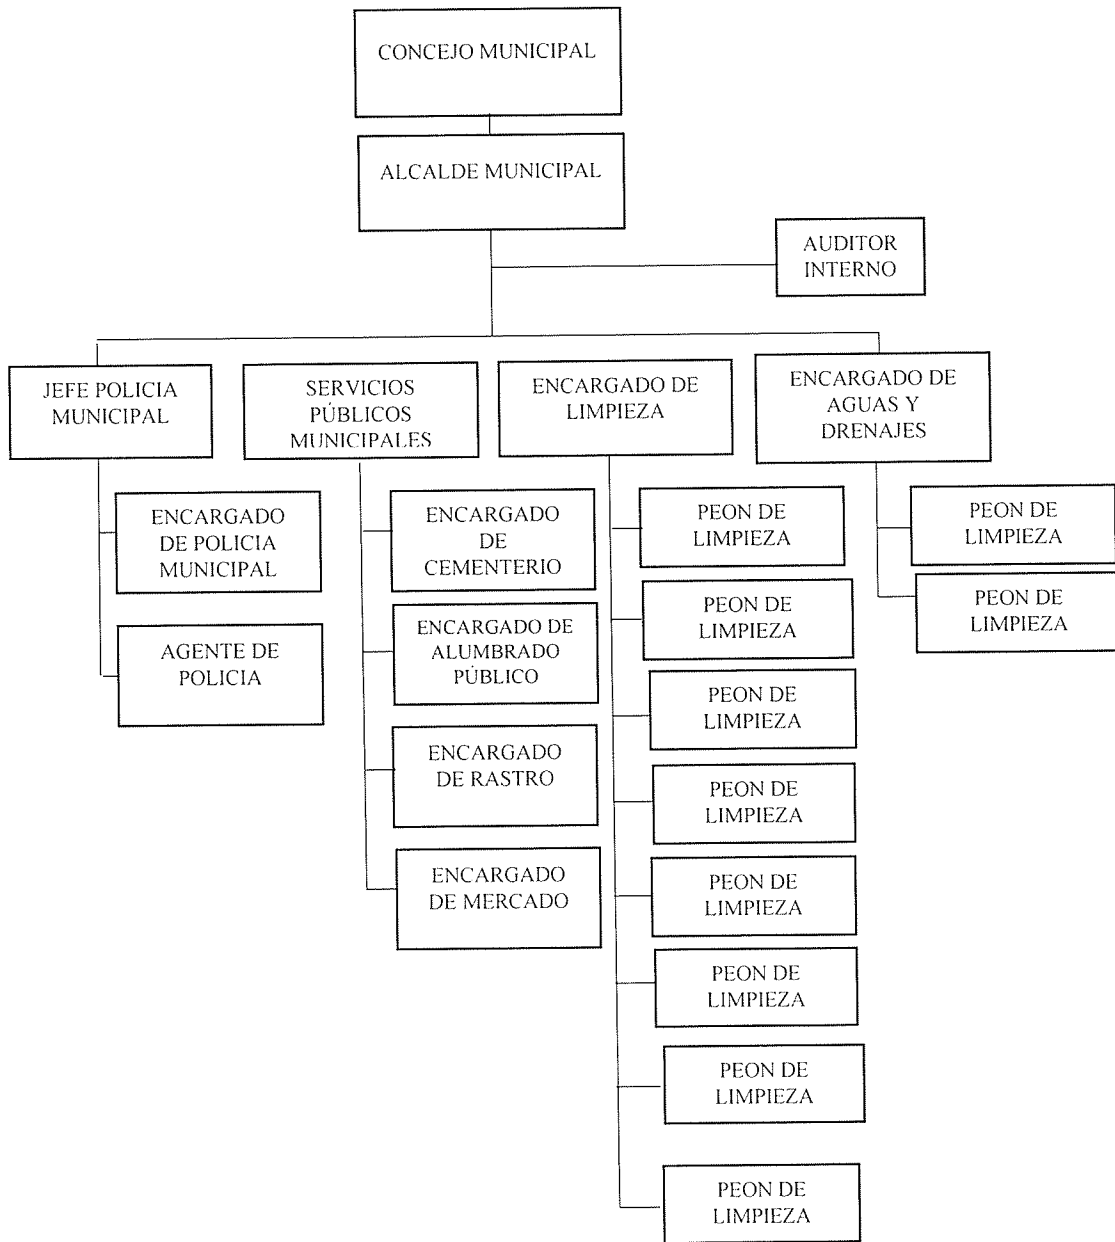 CONCEJO MUNICIPAL
ALCALDE MUNICIPAL
AUDITOR
INTERNO
JEFE POLICIA
MUNICIPAL
SERVICIOS
PÚBLICOS
MUNICIPALES
ENCARGADO DE
LIMPIEZA
ENCARGADO DE
AGUAS Y
DRENAJES
ENCARGADO
DE POLICIA
MUNICIPAL
AGENTE DE
POLICIA
ENCARGADO
DE
CEMENTERIO
ENCARGADO DE
ALUMBRADO
PÚBLICO
ENCARGADO
DE RASTRO
ENCARGADO
DE MERCADO
PEON DE
LIMPIEZA
PEON DE
LIMPIEZA
PEON DE
LIMPIEZA
PEON DE
LIMPIEZA
PEON DE
LIMPIEZA
PEON DE
LIMPIEZA
PEON DE
LIMPIEZA
PEON DE
LIMPIEZA
PEON DE
LIMPIEZA
PEON DE
LIMPIEZA